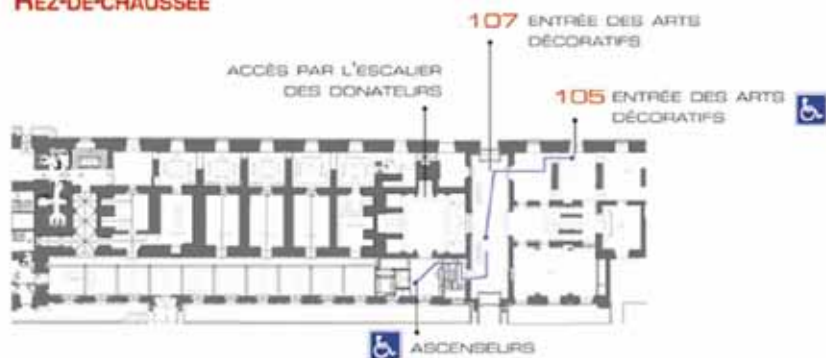 REZ-DE-CHAUSSÉE
107 ENTRÉE DES ARTS
DÉCORATIFS
ACCÈS PAR L'ESCALIER
DES DONATEURS
105 ENTRÉE DES ARTS
DÉCORATIFS
ASCENSEURS